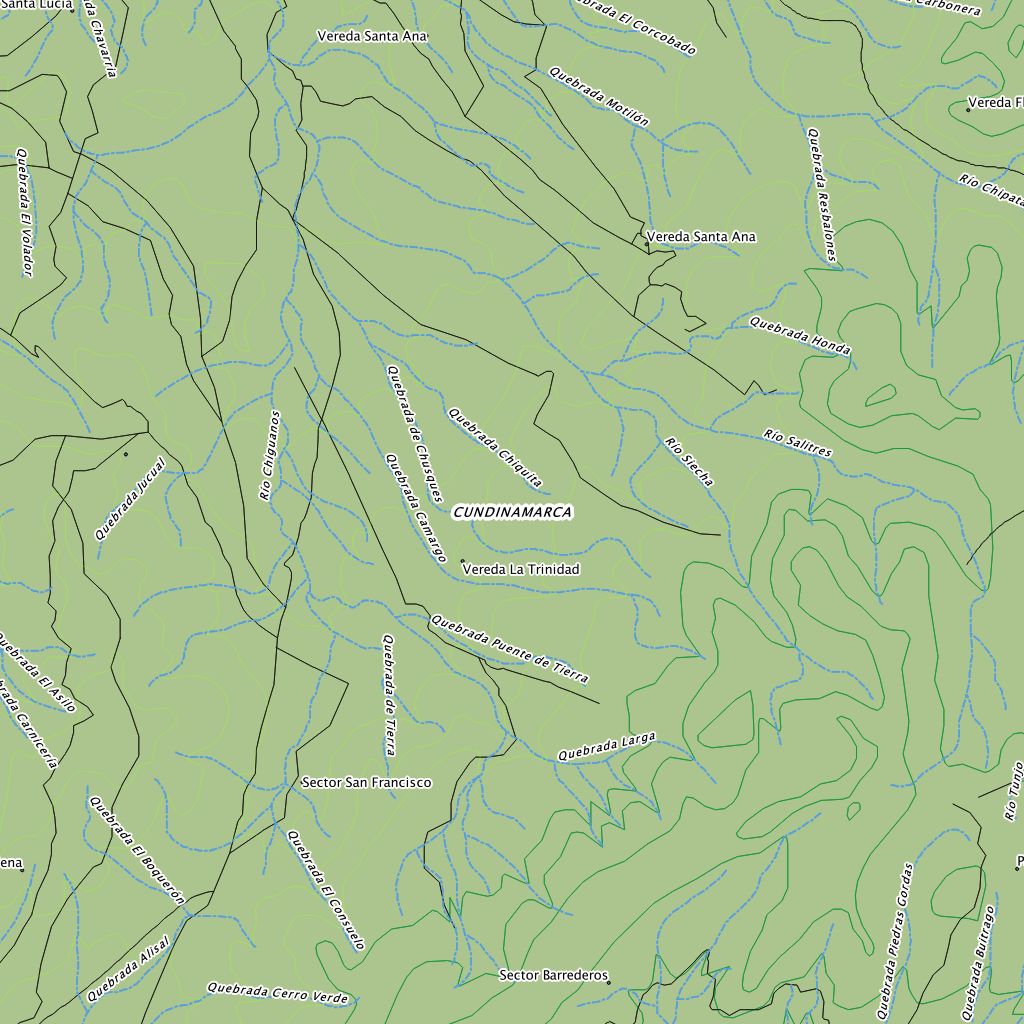 Santa Lucía
da Chavarría
Vereda Santa Ana
da El Corcobado
Carbonera
Quebrada Motilón
Vereda Fl
Quebrada El Volador
Quebrada Resbalones
Río Chipata
Vereda Santa Ana
Quebrada Honda
Quebrada de Chusques
Quebrada Chiquita
Río Chiguanos
Río Siecha
Río Salitres
Quebrada Jucual
Quebrada Camargo
CUNDINAMARCA
Vereda La Trinidad
Quebrada Puente de Tierra
Quebrada de Tierra
Quebrada El Asilo
brada Carnicería
Quebrada Larga
Sector San Francisco
Río Tunjo
Quebrada El Boquerón
Quebrada El Consuelo
ena
P
Quebrada Piedras Gordas
Quebrada Buitrago
Quebrada Alisal
Quebrada Cerro Verde
Sector Barrederos